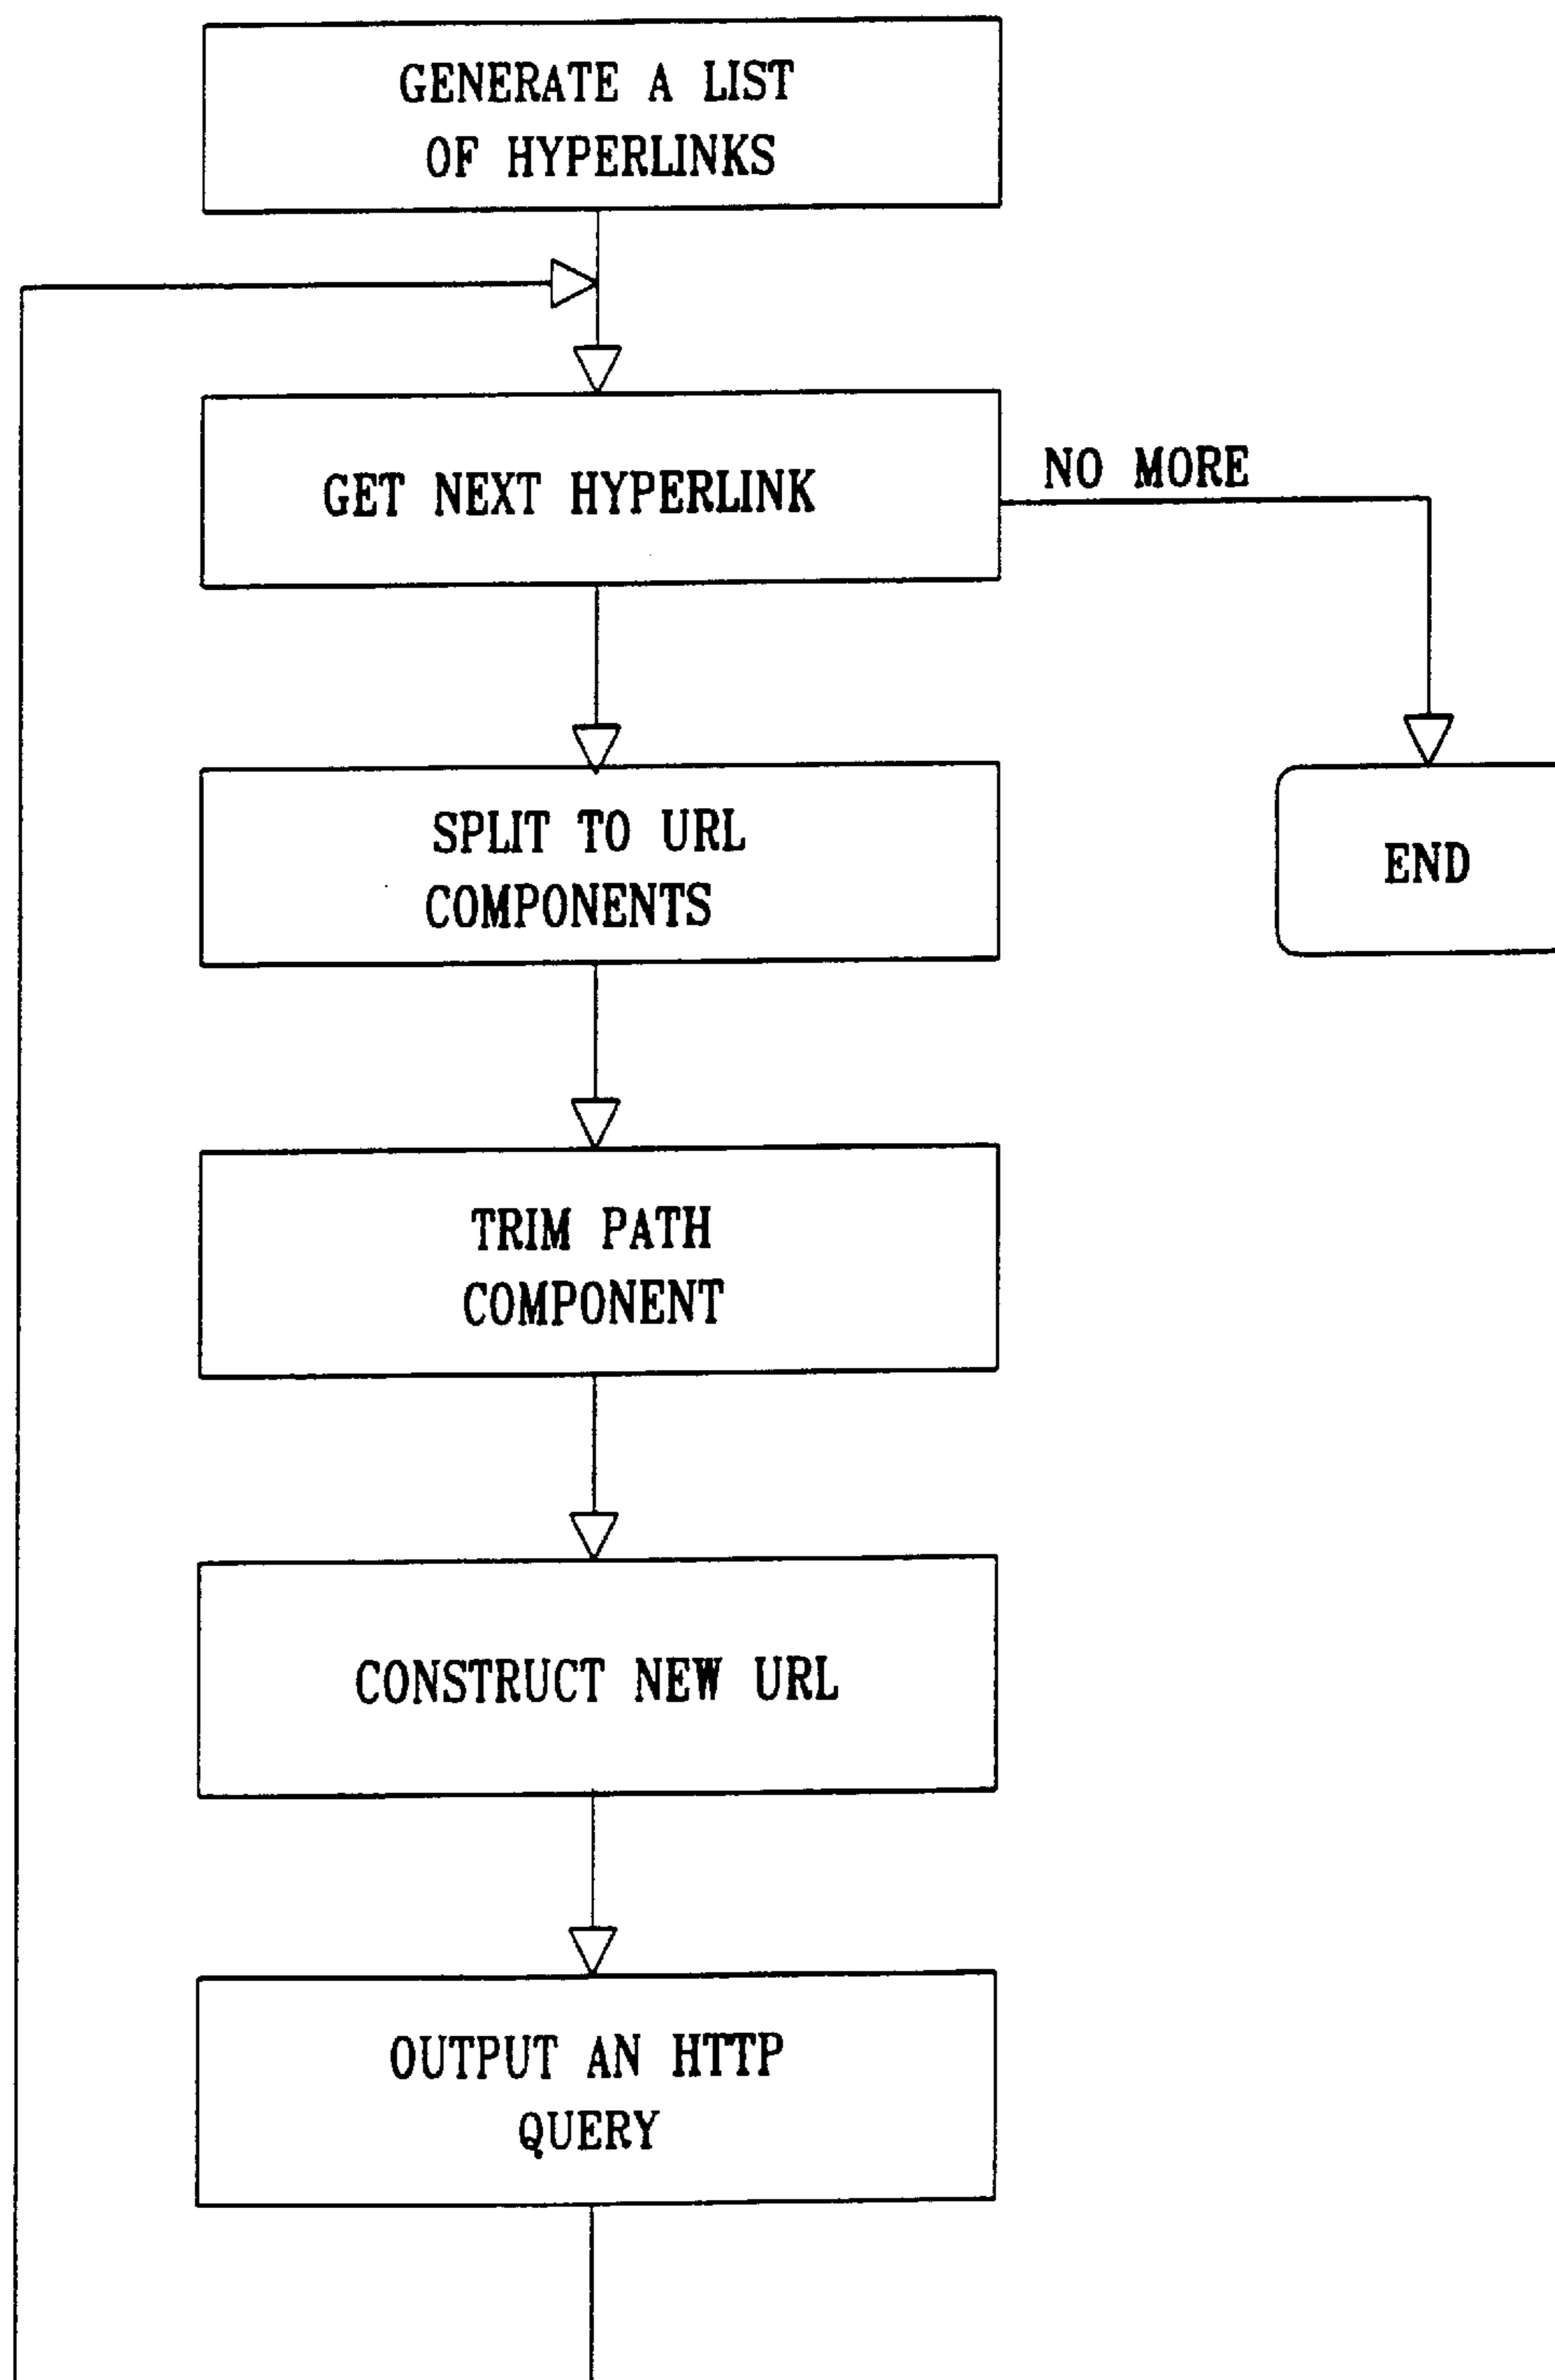 GENERATE A LIST
OF HYPERLINKS
GET NEXT HYPERLINK
NO MORE
SPLIT TO URL
COMPONENTS
END
TRIM PATH
COMPONENT
CONSTRUCT NEW URL
OUTPUT AN HTTP
QUERY